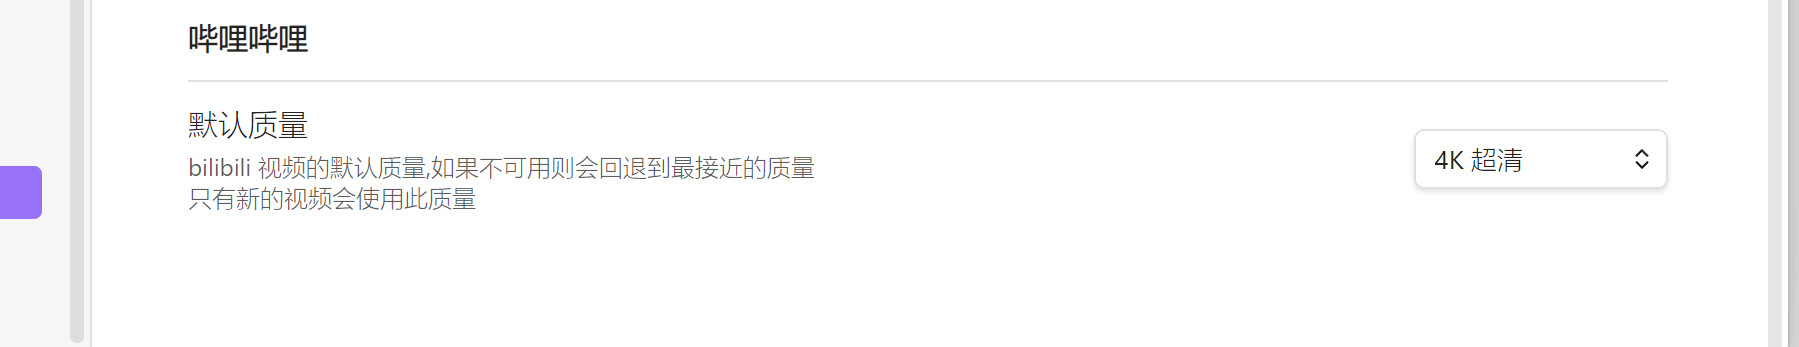 哔哩哔哩
默认质量
bilibili 视频的默认质量,如果不可用则会回退到最接近的质量
只有新的视频会使用此质量
4K 超清